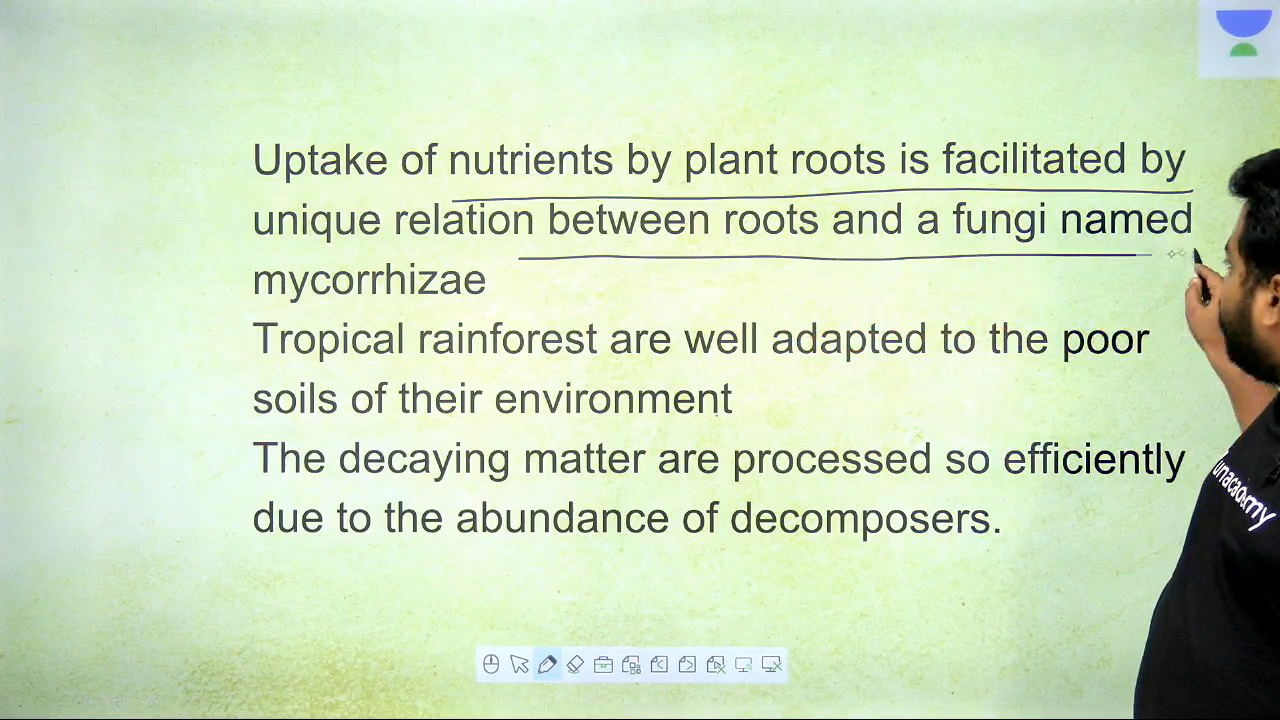 Uptake of nutrients by plant roots is facilitated by
unique relation between roots and a fungi named
mycorrhizae
Tropical rainforest are well adapted to the poor
soils of their environment
The decaying matter are processed so efficiently
due to the abundance of decomposers.
unacademy